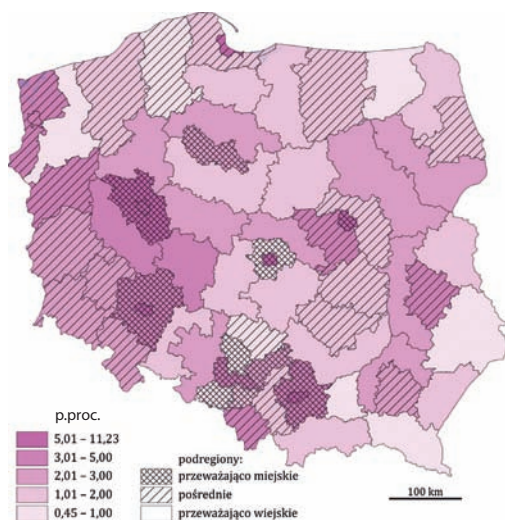 p.proc.
5,01 – 11,23
3,01 – 5,00
2,01 – 3,00
1,01 – 2,00
0,45 – 1,00
podregiony:
przeważająco miejskie
pośrednie
przeważająco wiejskie
100 km